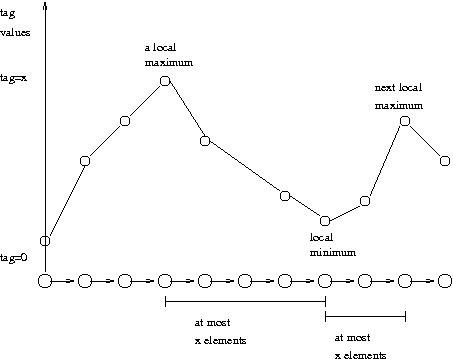 tag
values
a local
maximum
tag=x
next local
maximum
local
minimum
tag=0
at most
x elements
at most
x elements